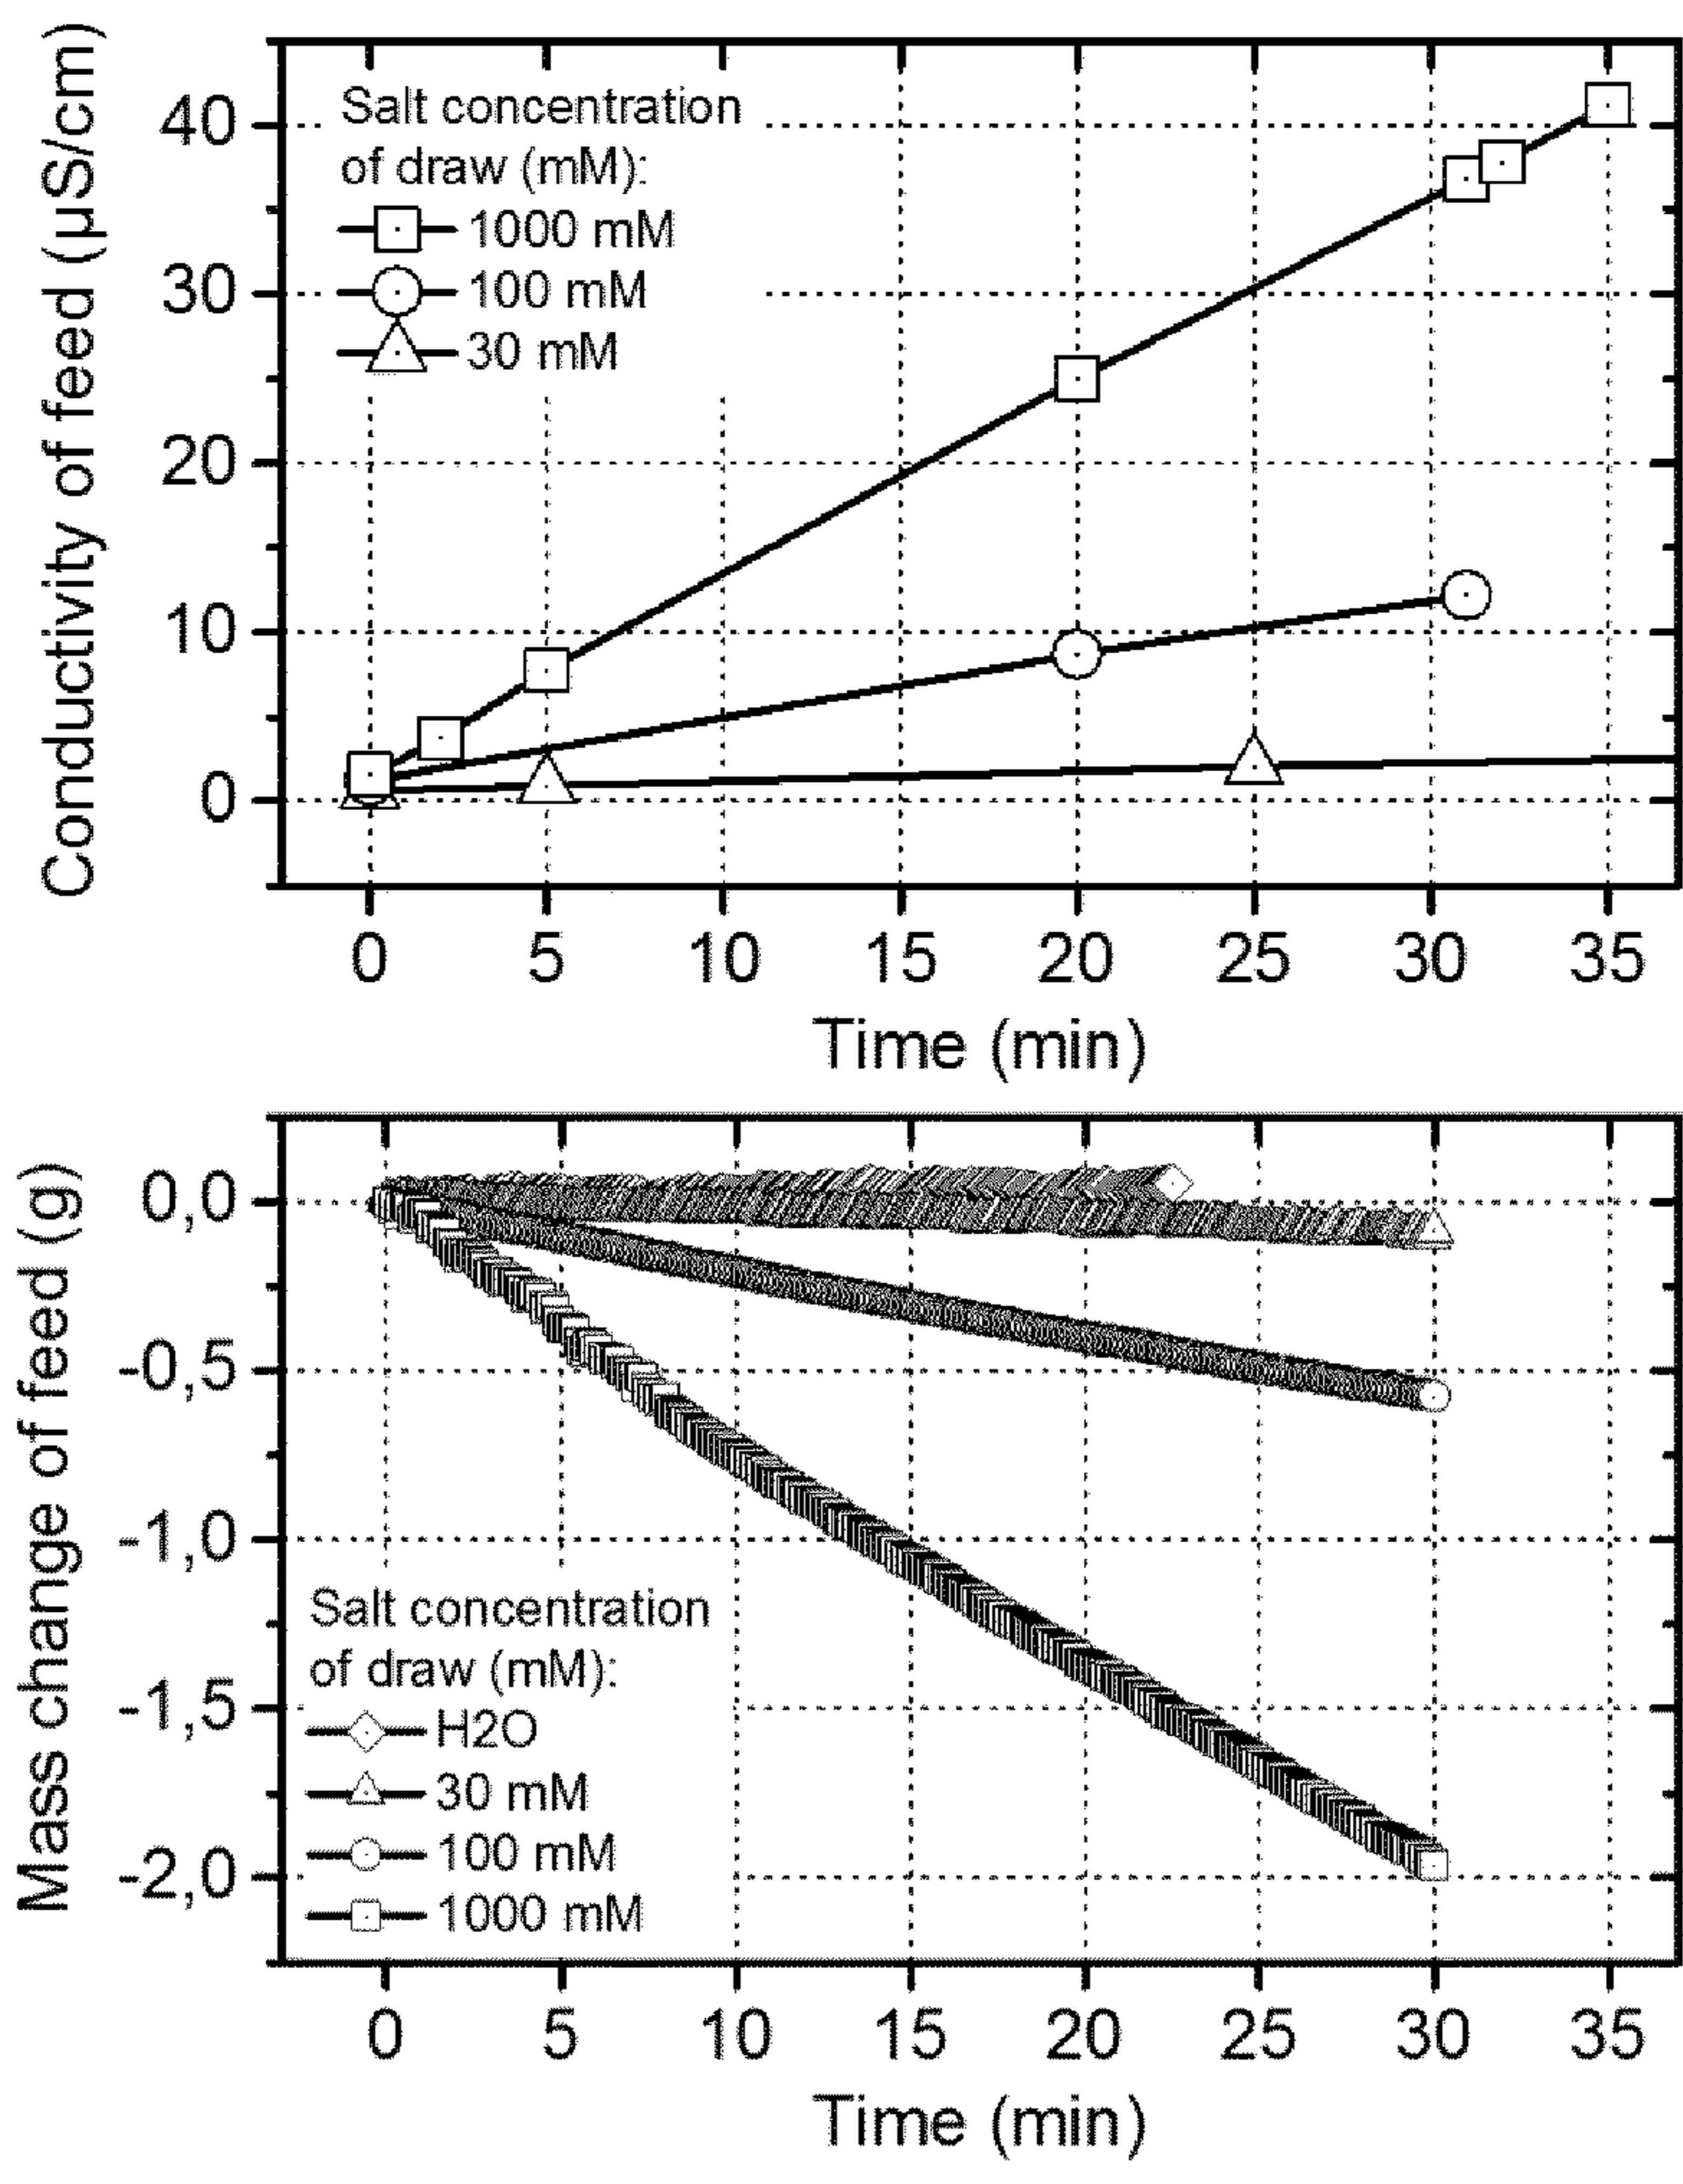 Conductivity of feed (µS/cm)
40
30
20
10
0
Salt concentration
of draw (mM):
1000 mM
100 mM
30 mM
0 5 10 15 20 25 30 35
Time (min)
Mass change of feed (g)
0,0
-0,5
-1,0
-1,5
-2,0
Salt concentration
of draw (mM):
H2O
30 mM
100 mM
1000 mM
0 5 10 15 20 25 30 35
Time (min)